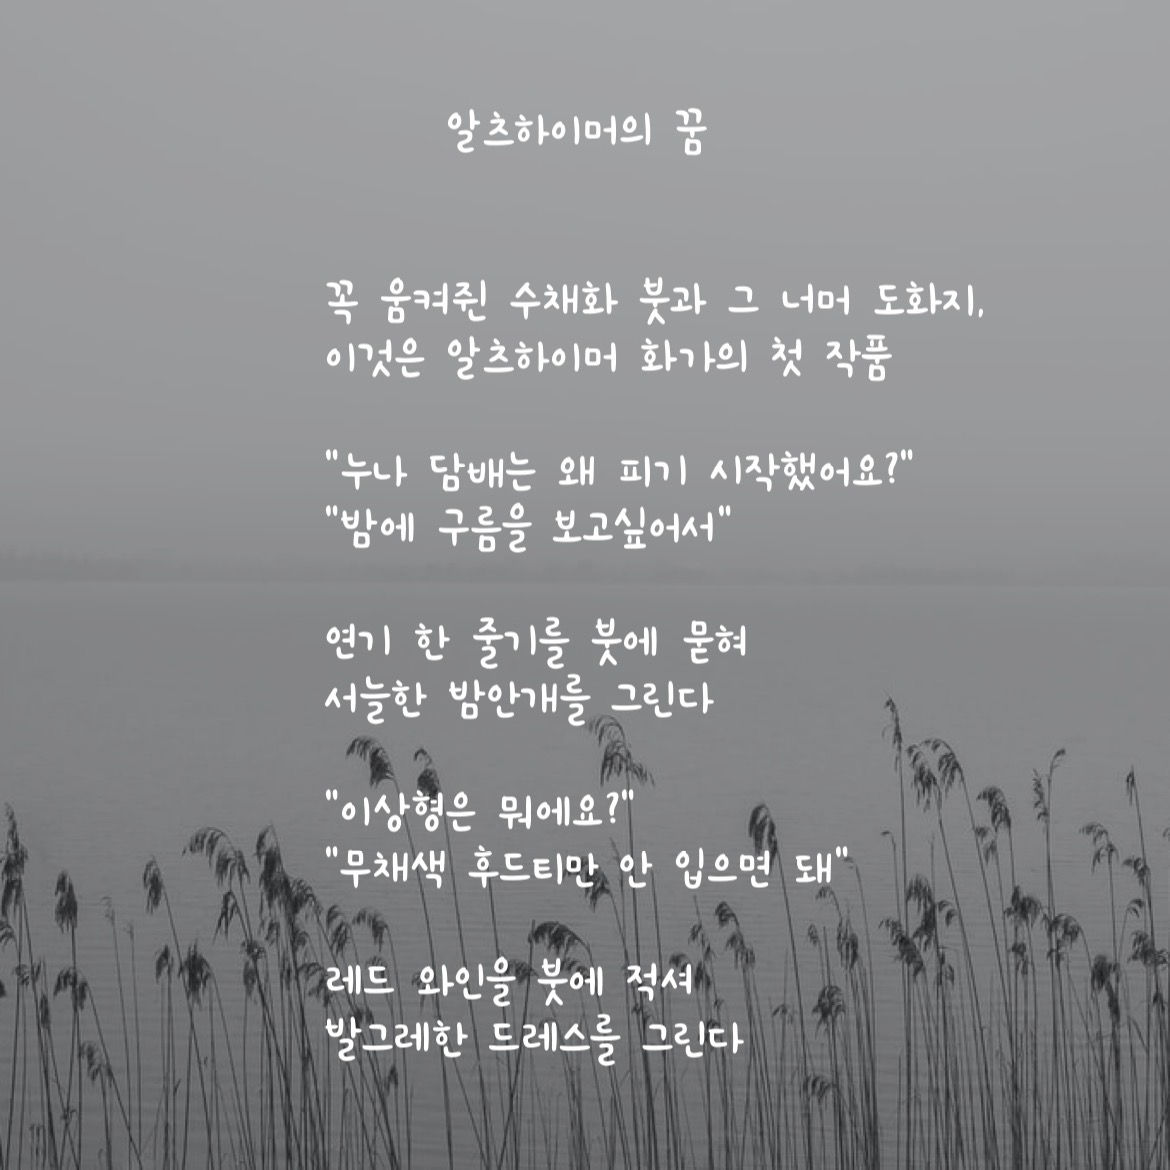 알츠하이머의 꿈
꼭 움켜쥔 수채화 붓과 그 너머 도화지,
이것은 알츠하이머 화가의 첫 작품
"누나 담배는 왜 피기 시작했어요?"
"밤에 구름을 보고싶어서"
연기 한 줄기를 붓에 묻혀
서늘한 밤안개를 그린다
"이상형은 뭐에요?"
"무채색 후드티만 안 입으면 돼"
레드 와인을 붓에 적셔
발그레한 드레스를 그린다